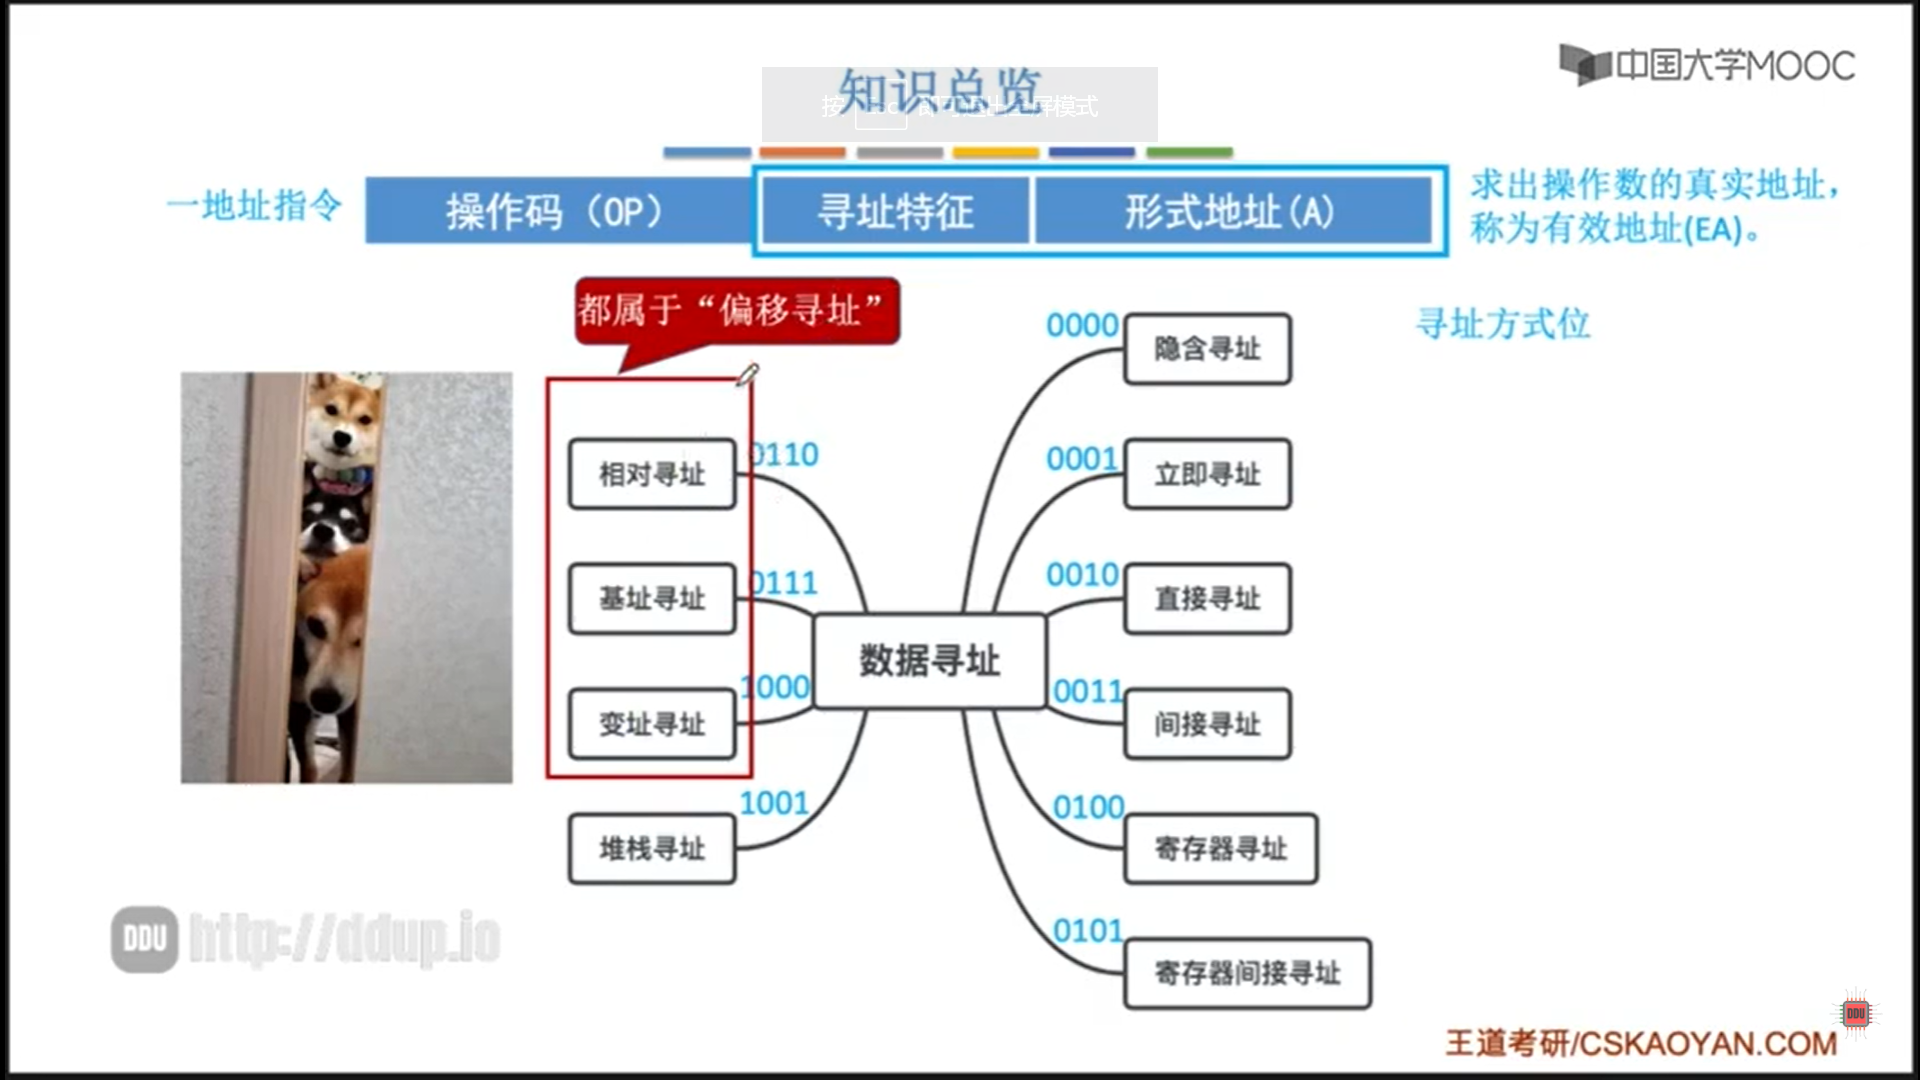 中国大学MOOC
知识总览
按 Esc 即可退出全屏模式
一地址指令
操作码（OP）
寻址特征
形式地址(A)
求出操作数的真实地址，
称为有效地址(EA)。
都属于“偏移寻址”
寻址方式位
0000
隐含寻址
0110
相对寻址
0001
立即寻址
0111
基址寻址
0010
直接寻址
数据寻址
1000
变址寻址
0011
间接寻址
1001
堆栈寻址
0100
寄存器寻址
0101
寄存器间接寻址
DDU http://ddup.io
DDU
王道考研/CSKAOYAN.COM